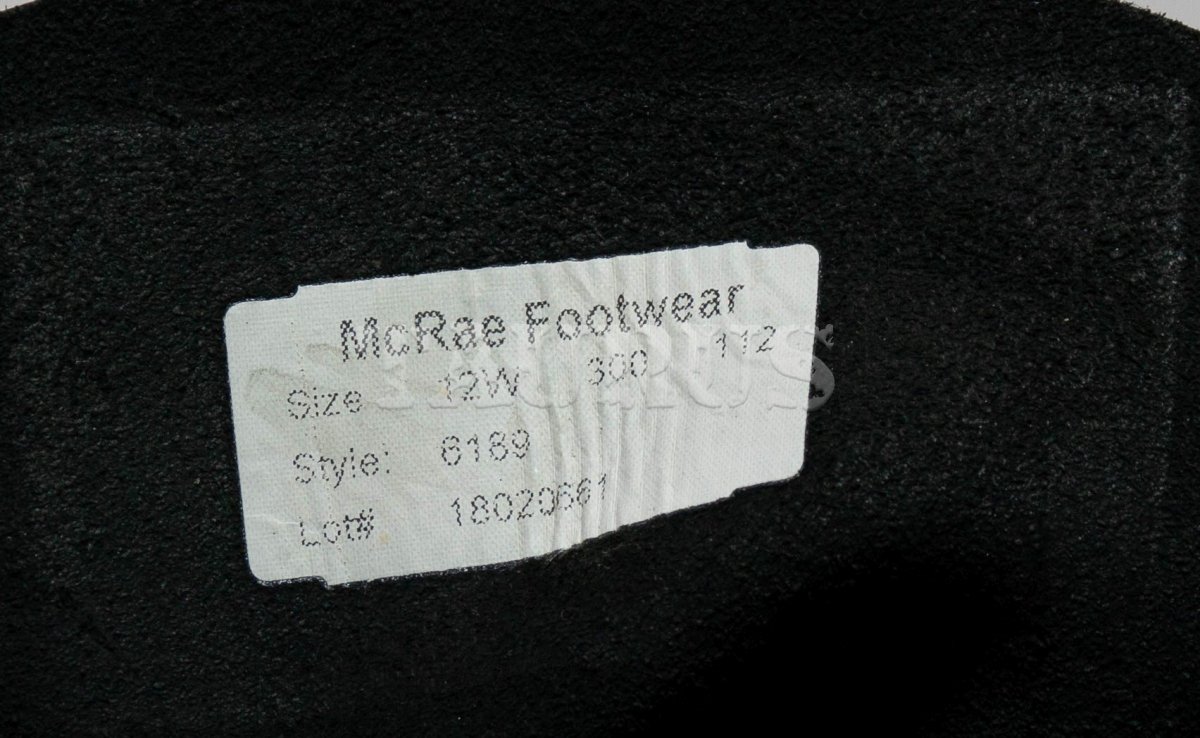 McRae Footwear
Size 12W 300 112
Style: 6189
Lot# 18020661